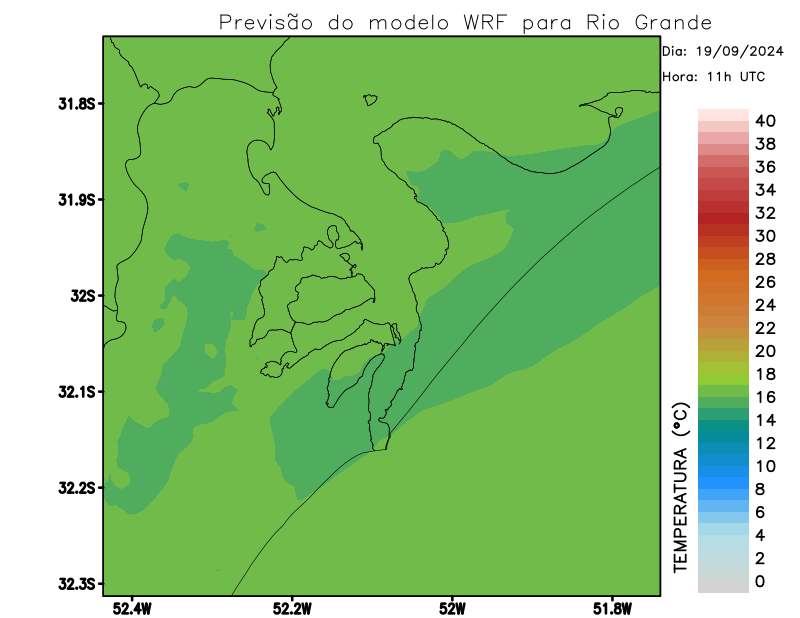 Previsão do modelo WRF para Rio Grande
Dia: 19/09/2024
Hora: 11h UTC
31.8S
31.9S
32S
32.1S
32.2S
32.3S
52.4W
52.2W
52W
51.8W
40
38
36
34
32
30
28
26
24
22
20
18
16
14
12
10
8
6
4
2
0
TEMPERATURA (°C)